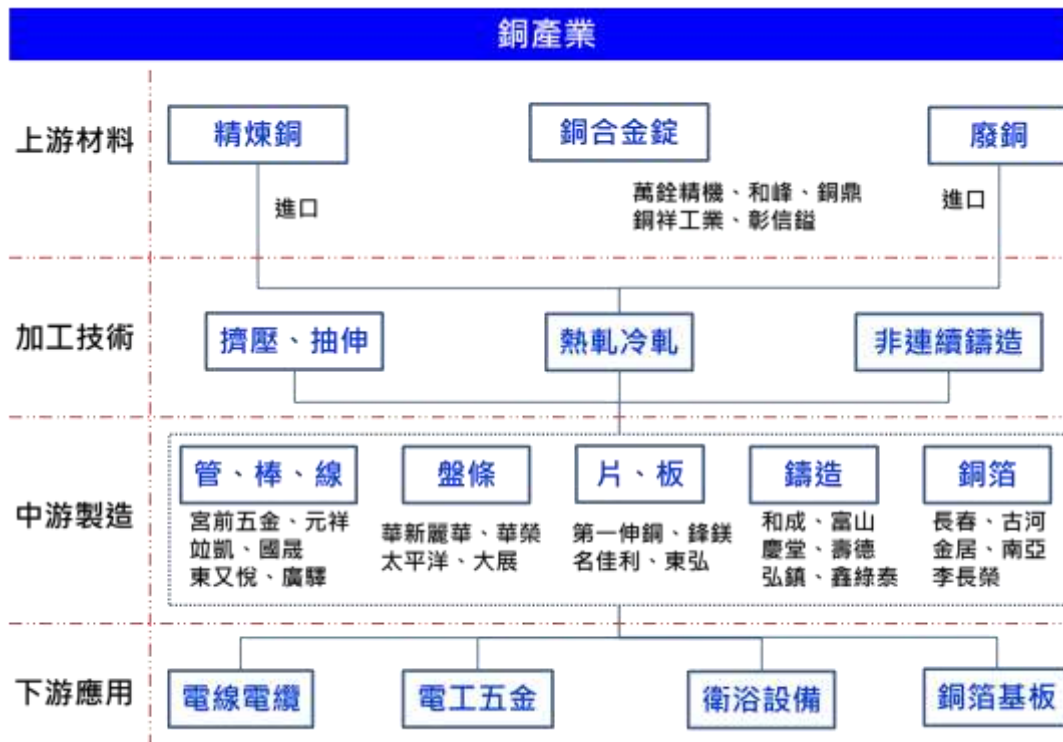 銅產業
上游材料
精煉銅
銅合金錠
廢銅
進口
萬銓精機、和峰、銅鼎
銅祥工業、彰信鎰
進口
加工技術
擠壓、抽伸
熱軋冷軋
非連續鑄造
中游製造
管、棒、線
盤條
片、板
鑄造
銅箔
宮前五金、元祥
竝凱、國晟
東又悅、廣驛
華新麗華、華榮
太平洋、大展
第一伸銅、鋒鎂
名佳利、東弘
和成、富山
慶堂、壽德
弘鎮、鑫綠泰
長春、古河
金居、南亞
李長榮
下游應用
電線電纜
電工五金
衛浴設備
銅箔基板